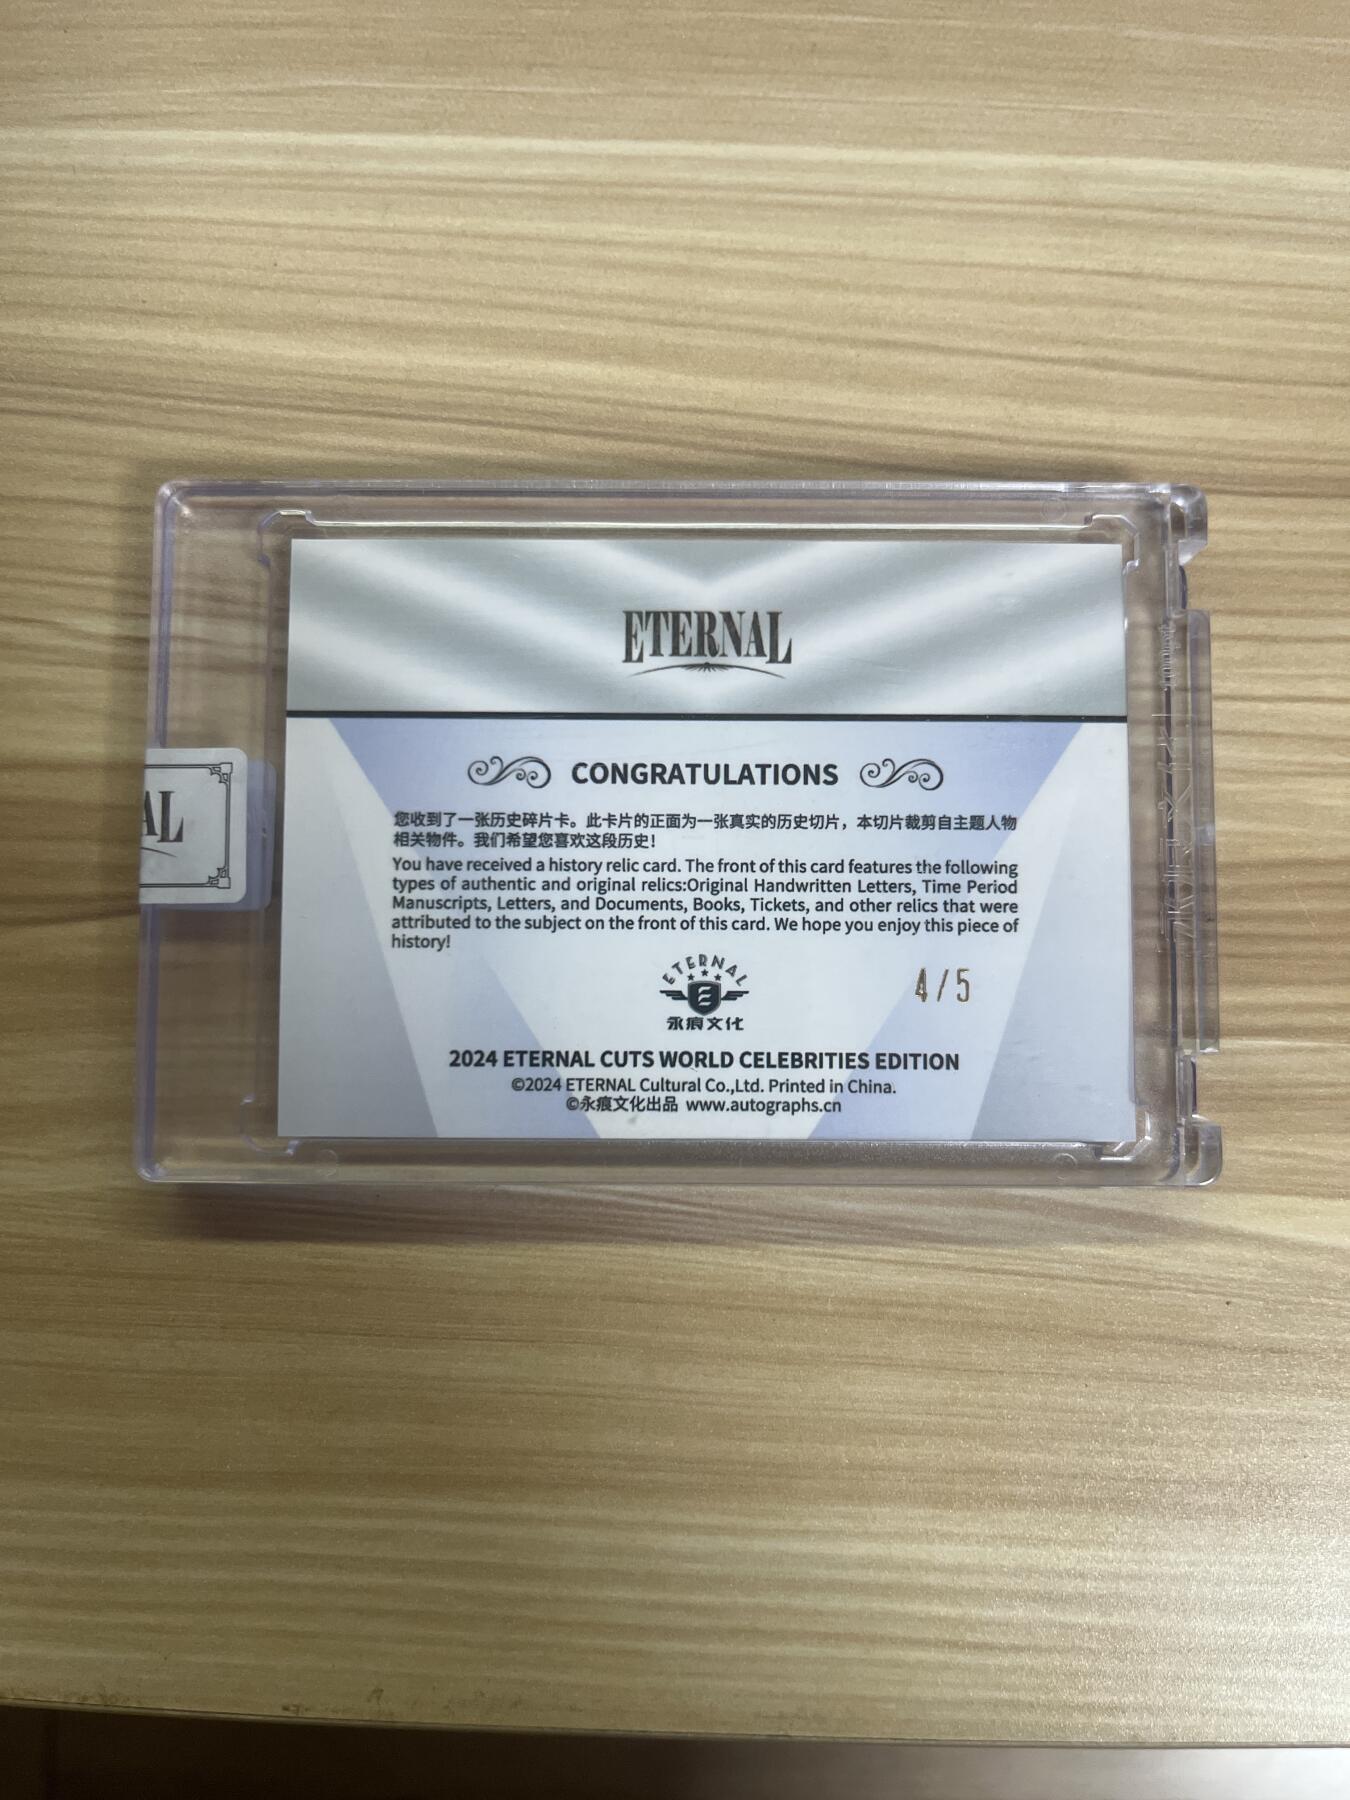 ETERNAL
AL
CONGRATULATIONS
您收到了一张历史碎片卡。此卡片的正面为一张真实的历史切片，本切片裁剪自主题人物
相关物件。我们希望您喜欢这段历史！
You have received a history relic card. The front of this card features the following
types of authentic and original relics:Original Handwritten Letters, Time Period
Manuscripts, Letters, and Documents, Books, Tickets, and other relics that were
attributed to the subject on the front of this card. We hope you enjoy this piece of
history!
ETERNAL
永痕文化
4/5
2024 ETERNAL CUTS WORLD CELEBRITIES EDITION
©2024 ETERNAL Cultural Co.,Ltd. Printed in China.
©永痕文化出品 www.autographs.cn